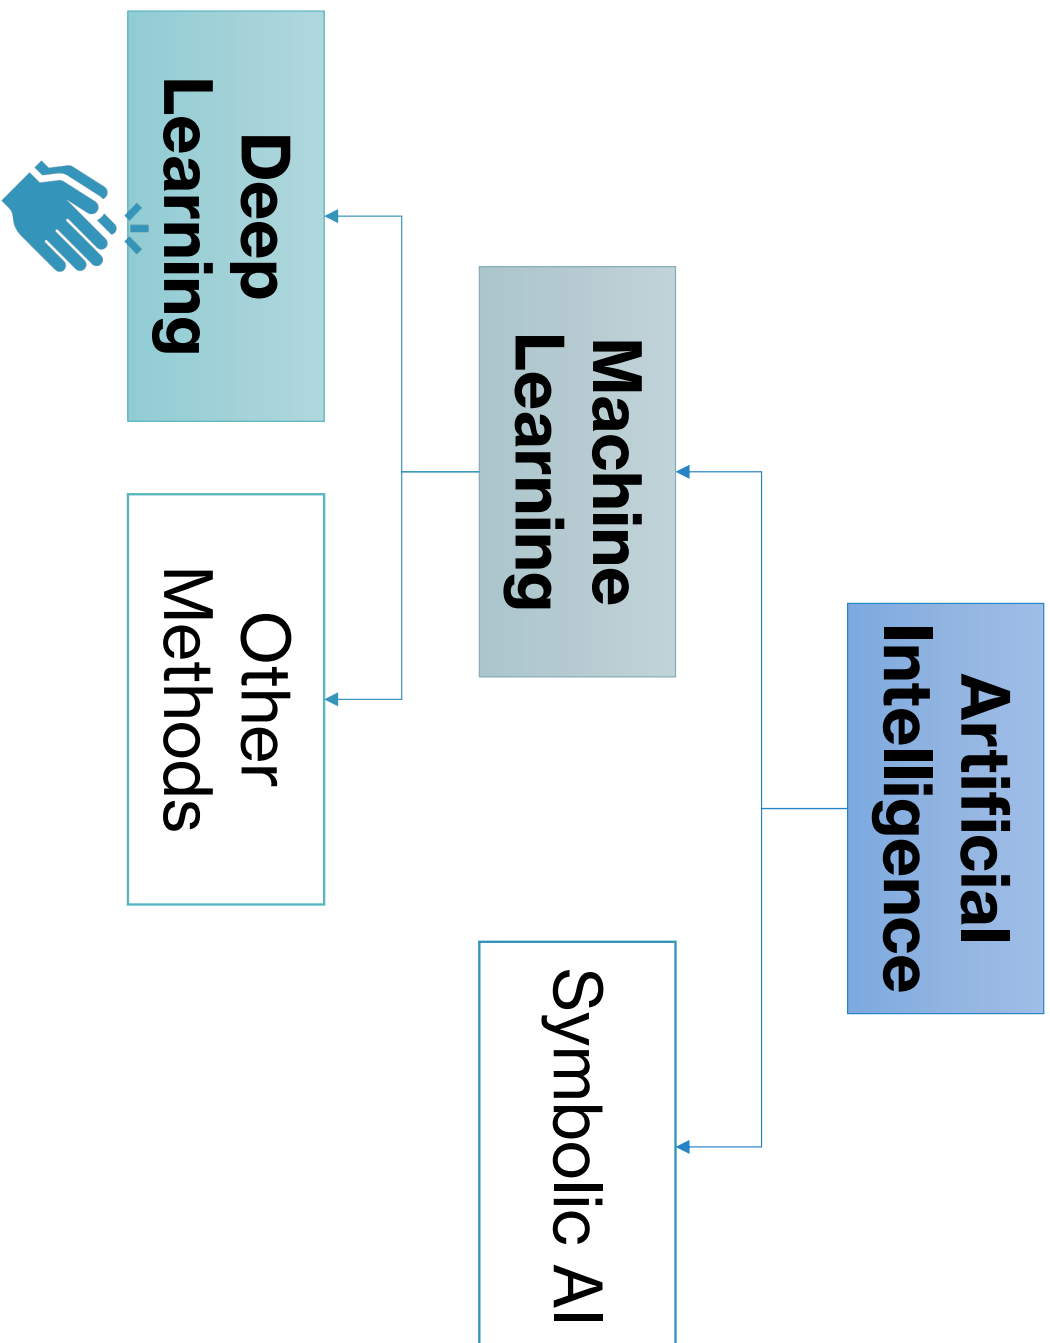 Artificial
Intelligence
Machine
Learning
Symbolic AI
Deep
Learning
Other
Methods